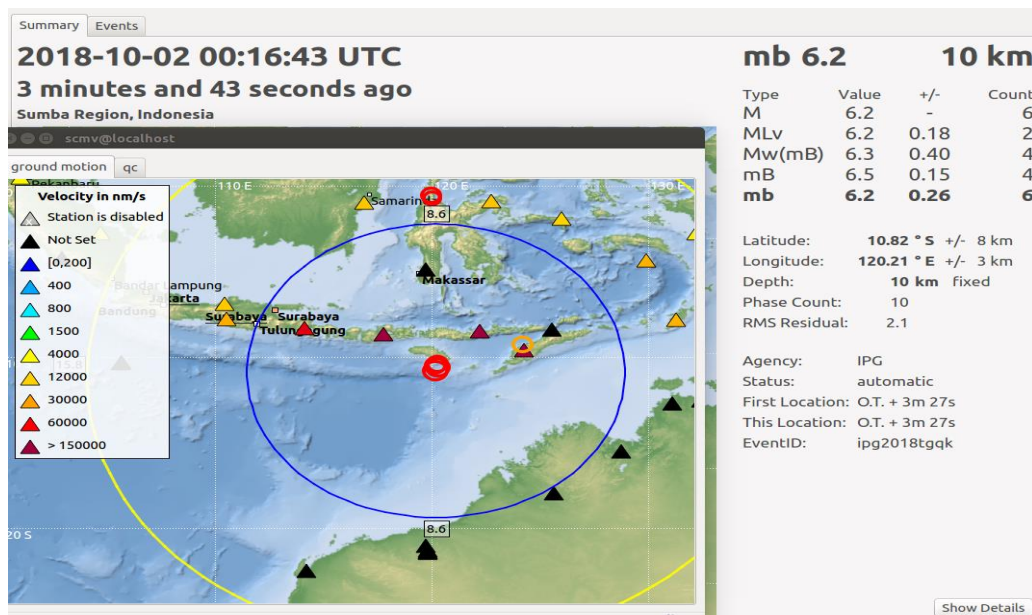 Summary Events
2018-10-02 00:16:43 UTC
3 minutes and 43 seconds ago
Sumba Region, Indonesia
scmv@localhost
ground motion qc
Velocity in nm/s
Station is disabled
Not Set
[0,200]
400
800
1500
4000
12000
30000
60000
> 150000
Pekanbaru
110 E
120 E
130 E
Samarinda
8.6
Makassar
Bandar Lampung
Jakarta
Bandung
Surabaya
Surabaya
Tulungagung
8.6
20 S
mb 6.2 10 km
Type Value +/- Count
M 6.2 - 6
MLv 6.2 0.18 2
Mw(mB) 6.3 0.40 4
mB 6.5 0.15 4
mb 6.2 0.26 6
Latitude: 10.82 ° S +/- 8 km
Longitude: 120.21 ° E +/- 3 km
Depth: 10 km fixed
Phase Count: 10
RMS Residual: 2.1
Agency: IPG
Status: automatic
First Location: O.T. + 3m 27s
This Location: O.T. + 3m 27s
EventID: ipg2018tgqk
Show Details